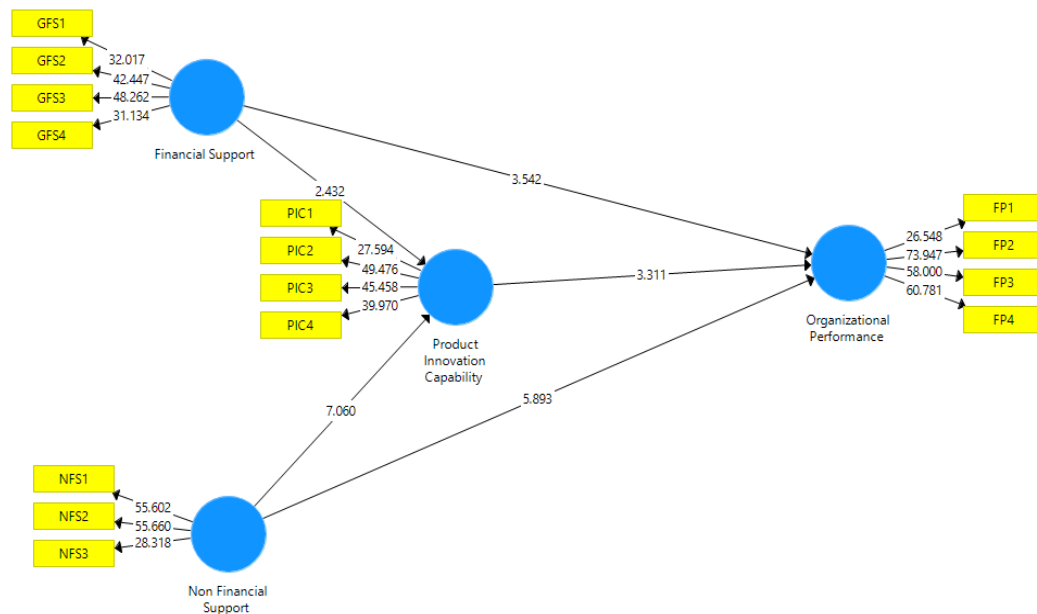 GFS1
32.017
GFS2
42.447
GFS3
48.262
GFS4
31.134
Financial Support
3.542
2.432
PIC1
27.594
PIC2
49.476
PIC3
45.458
PIC4
39.970
Product
Innovation
Capability
3.311
FP1
26.548
FP2
73.947
FP3
58.000
60.781
FP4
Organizational
Performance
7.060
5.893
NFS1
55.602
NFS2
55.660
NFS3
28.318
Non Financial
Support